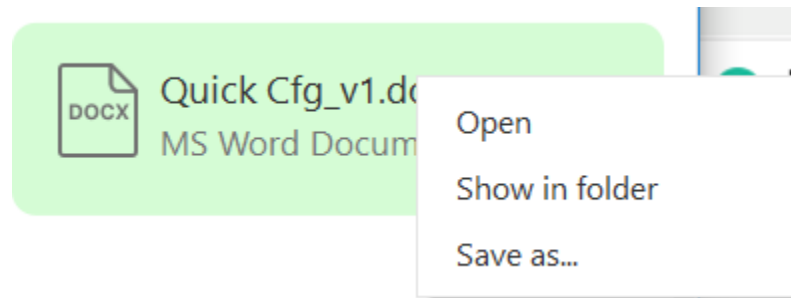 DOCX
Quick Cfg_v1.do
MS Word Docum
Open
Show in folder
Save as...